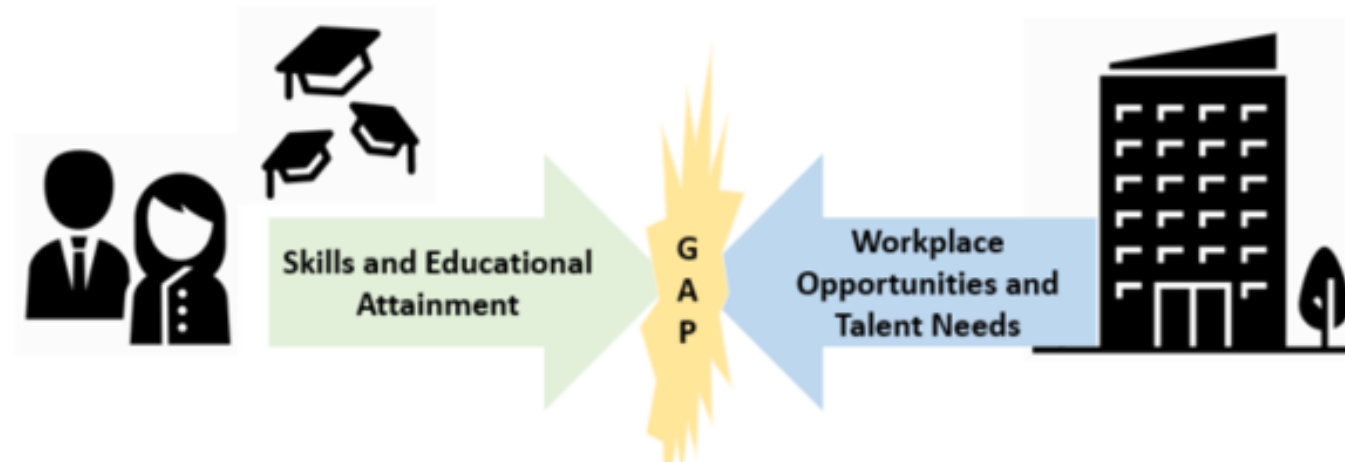 Skills and Educational
Attainment
G
A
P
Workplace
Opportunities and
Talent Needs